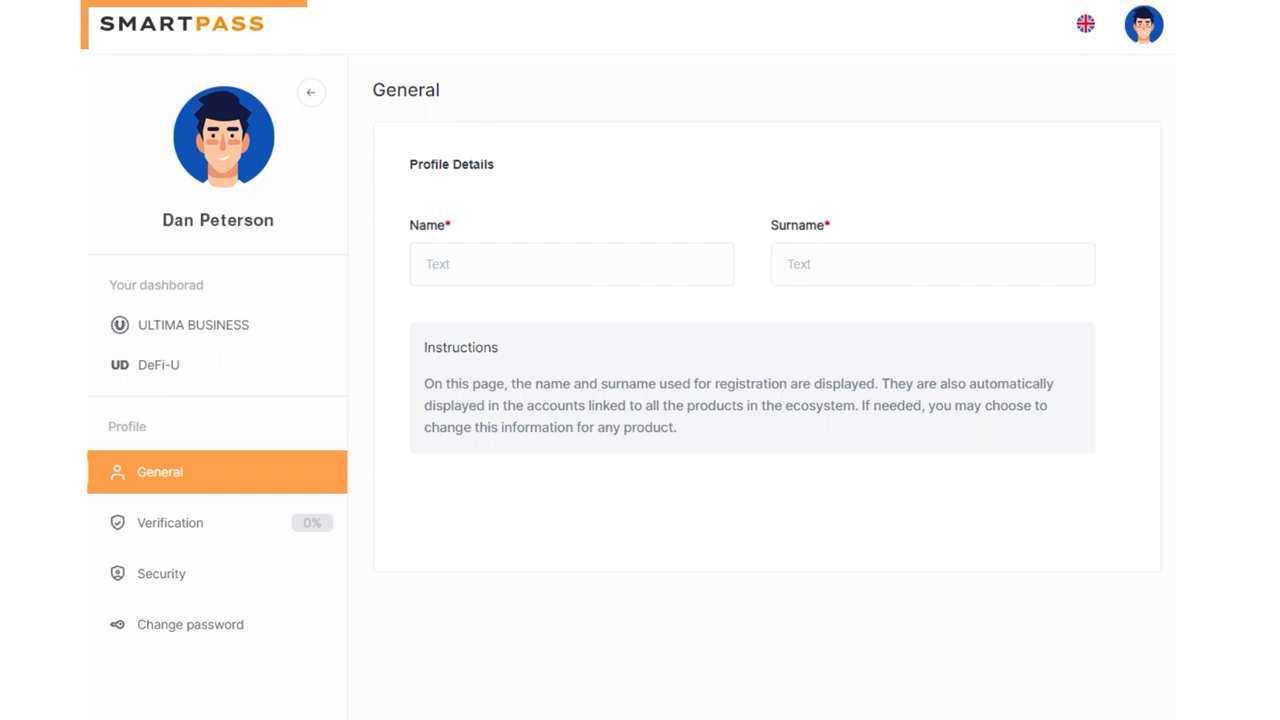 SMARTPASS
Dan Peterson
Your dashborad
ULTIMA BUSINESS
UD DeFi-U
Profile
General
Verification 0%
Security
Change password
General
Profile Details
Name* Surname*
Text Text
Instructions
On this page, the name and surname used for registration are displayed. They are also automatically
displayed in the accounts linked to all the products in the ecosystem. If needed, you may choose to
change this information for any product.